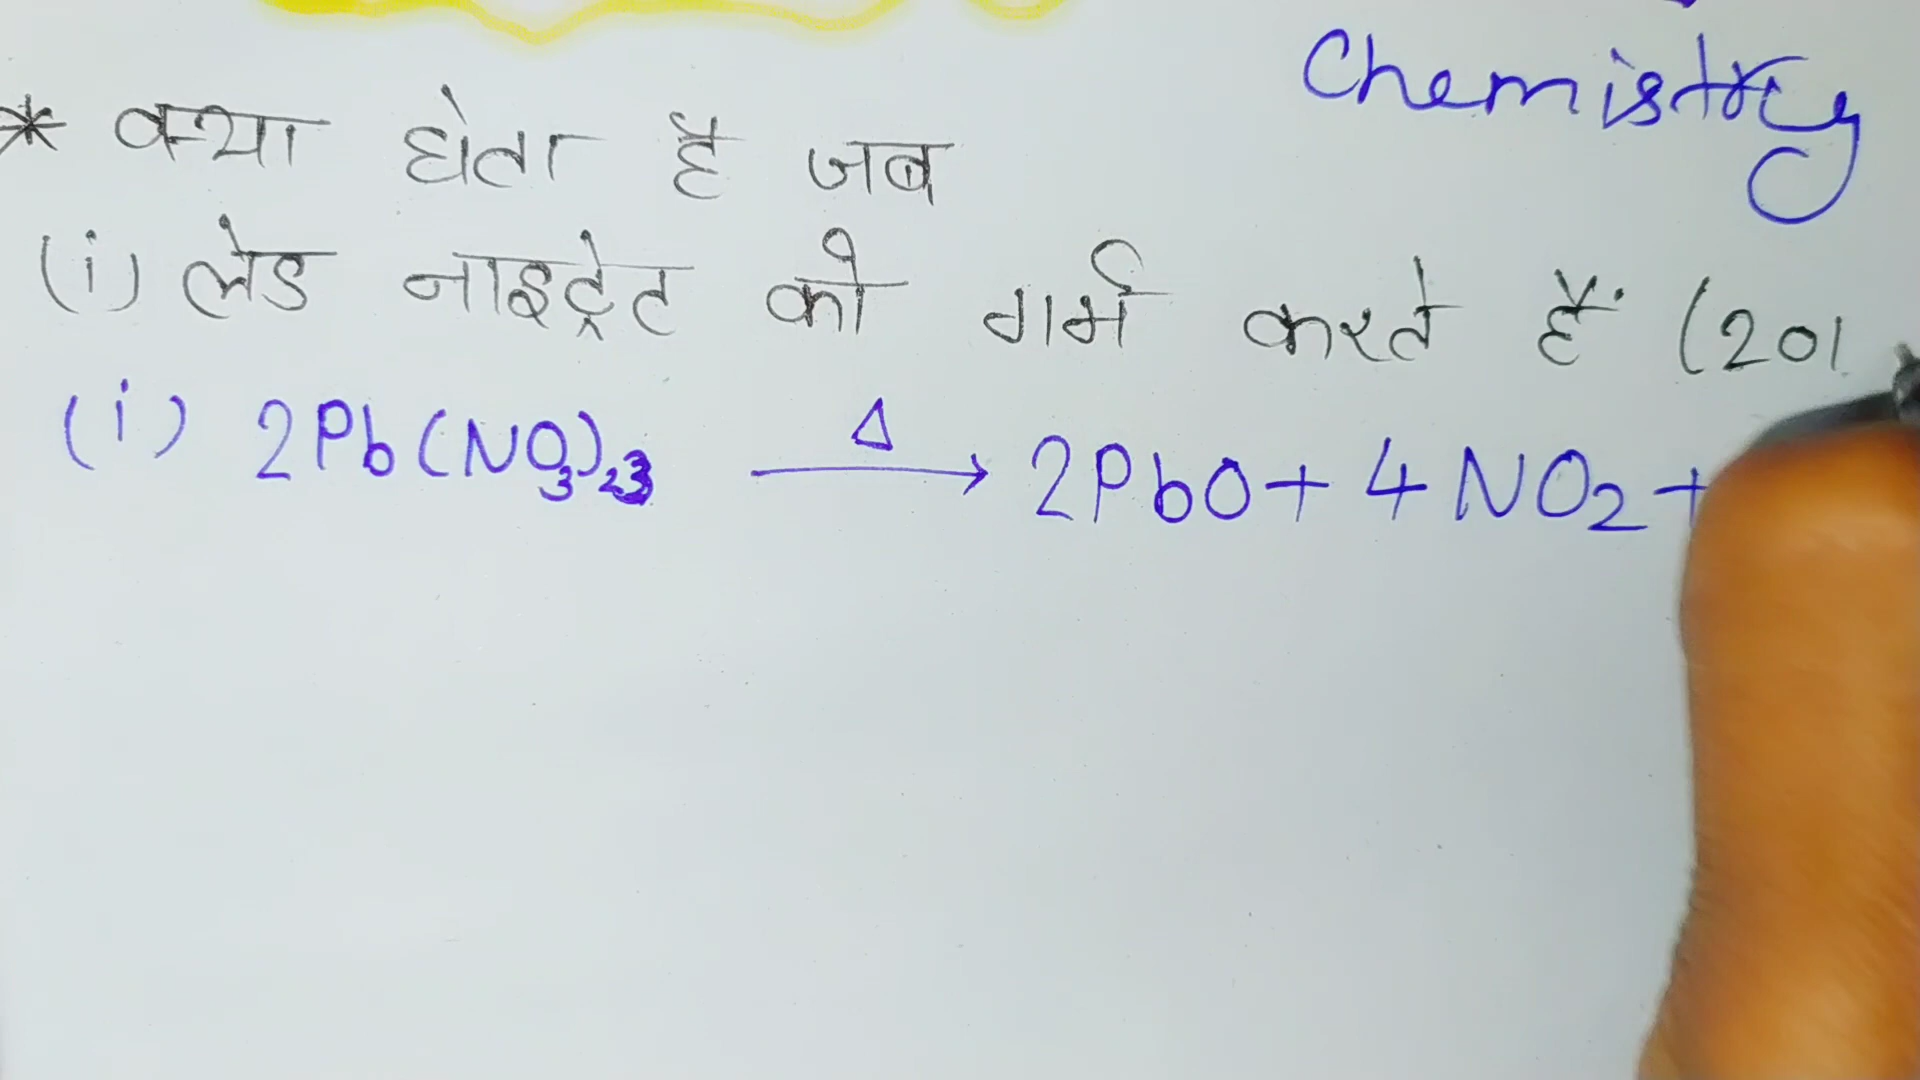 Chemistry
* क्या होता है जब
(i) लेड नाइट्रेट को गर्म करते हैं (201
(i) 2Pb(NO3)2 Δ → 2PbO + 4NO2 +